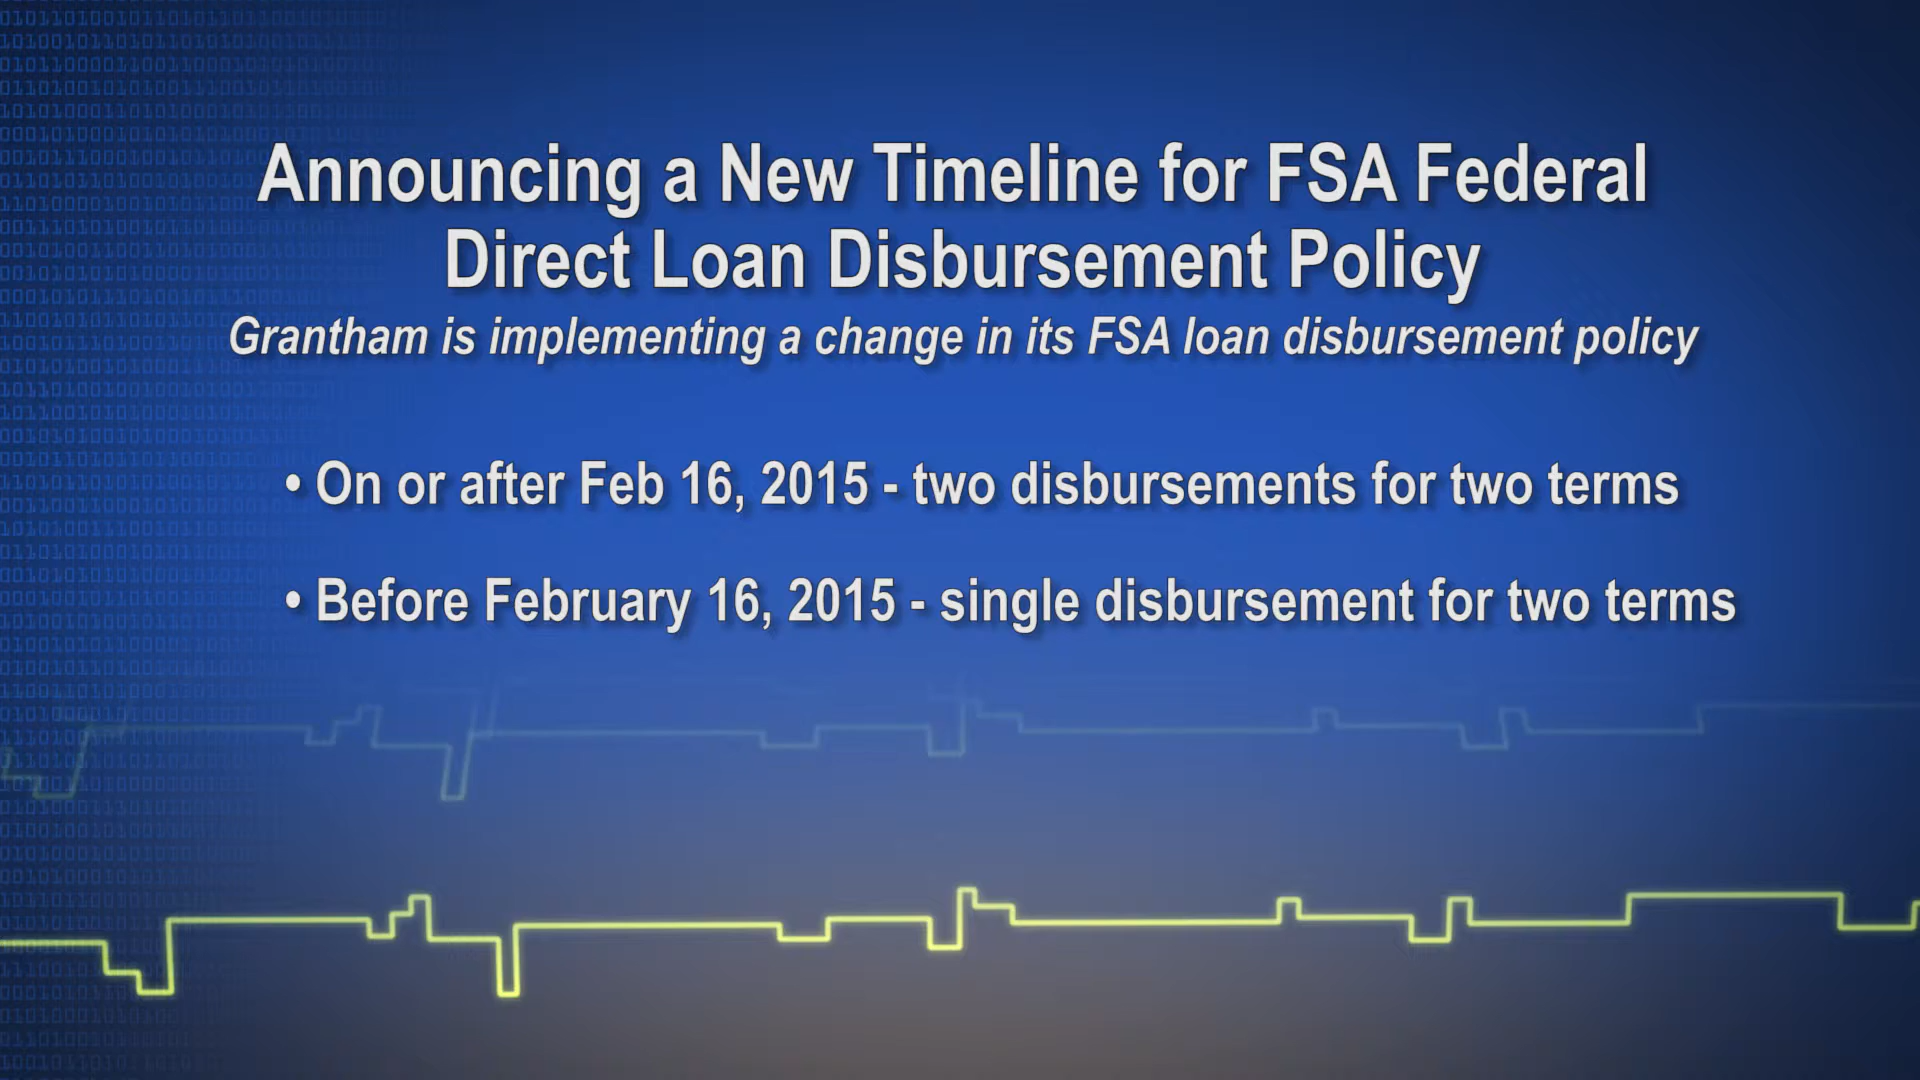 Announcing a New Timeline for FSA Federal
Direct Loan Disbursement Policy
Grantham is implementing a change in its FSA loan disbursement policy
• On or after Feb 16, 2015 - two disbursements for two terms
• Before February 16, 2015 - single disbursement for two terms